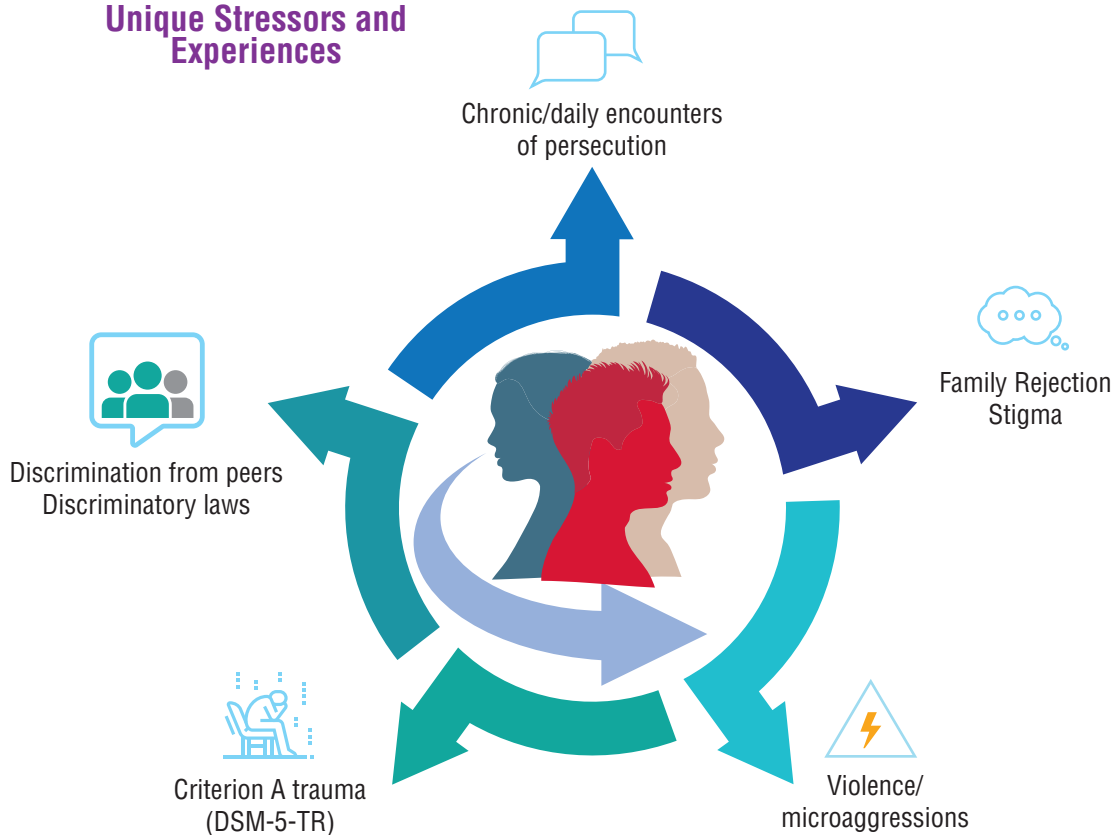 Unique Stressors and
Experiences
Chronic/daily encounters
of persecution
Family Rejection
Stigma
Discrimination from peers
Discriminatory laws
Criterion A trauma
(DSM-5-TR)
Violence/
microaggressions